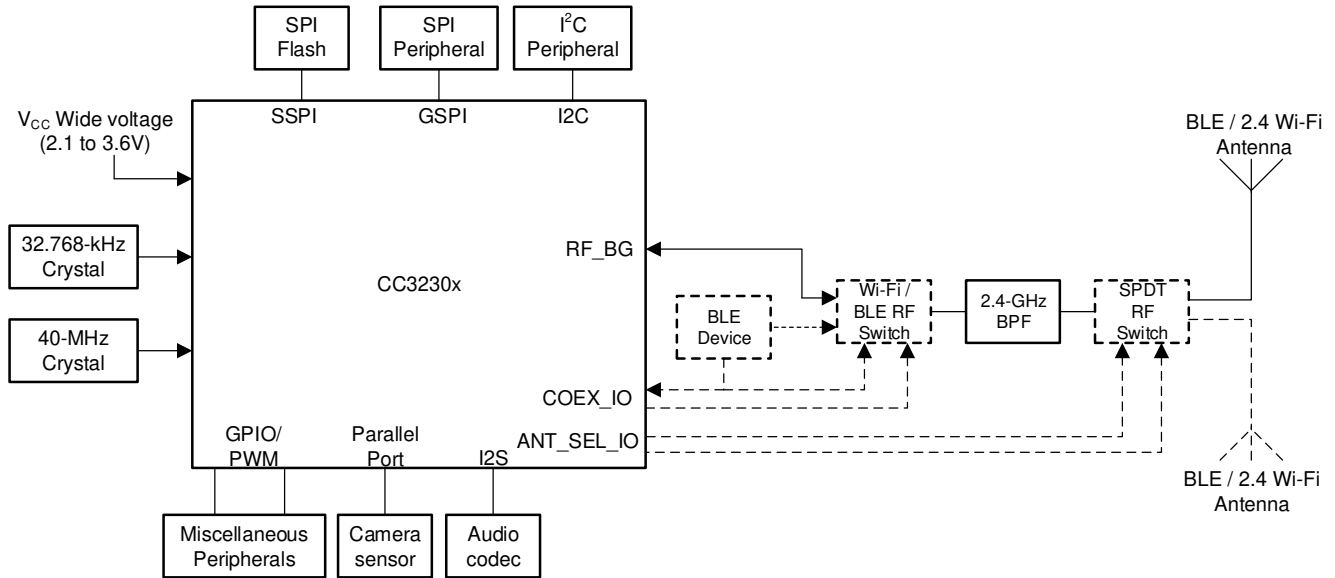 SPI
Flash
SPI
Peripheral
I²C
Peripheral
SSPI
GSPI
I2C
V_CC Wide voltage
(2.1 to 3.6V)
BLE / 2.4 Wi-Fi
Antenna
32.768-kHz
Crystal
RF_BG
CC3230x
Wi-Fi /
BLE RF
Switch
2.4-GHz
BPF
SPDT
RF
Switch
BLE
Device
40-MHz
Crystal
COEX_IO
ANT_SEL_IO
GPIO/
PWM
Parallel
Port
I2S
BLE / 2.4 Wi-Fi
Antenna
Miscellaneous
Peripherals
Camera
sensor
Audio
codec